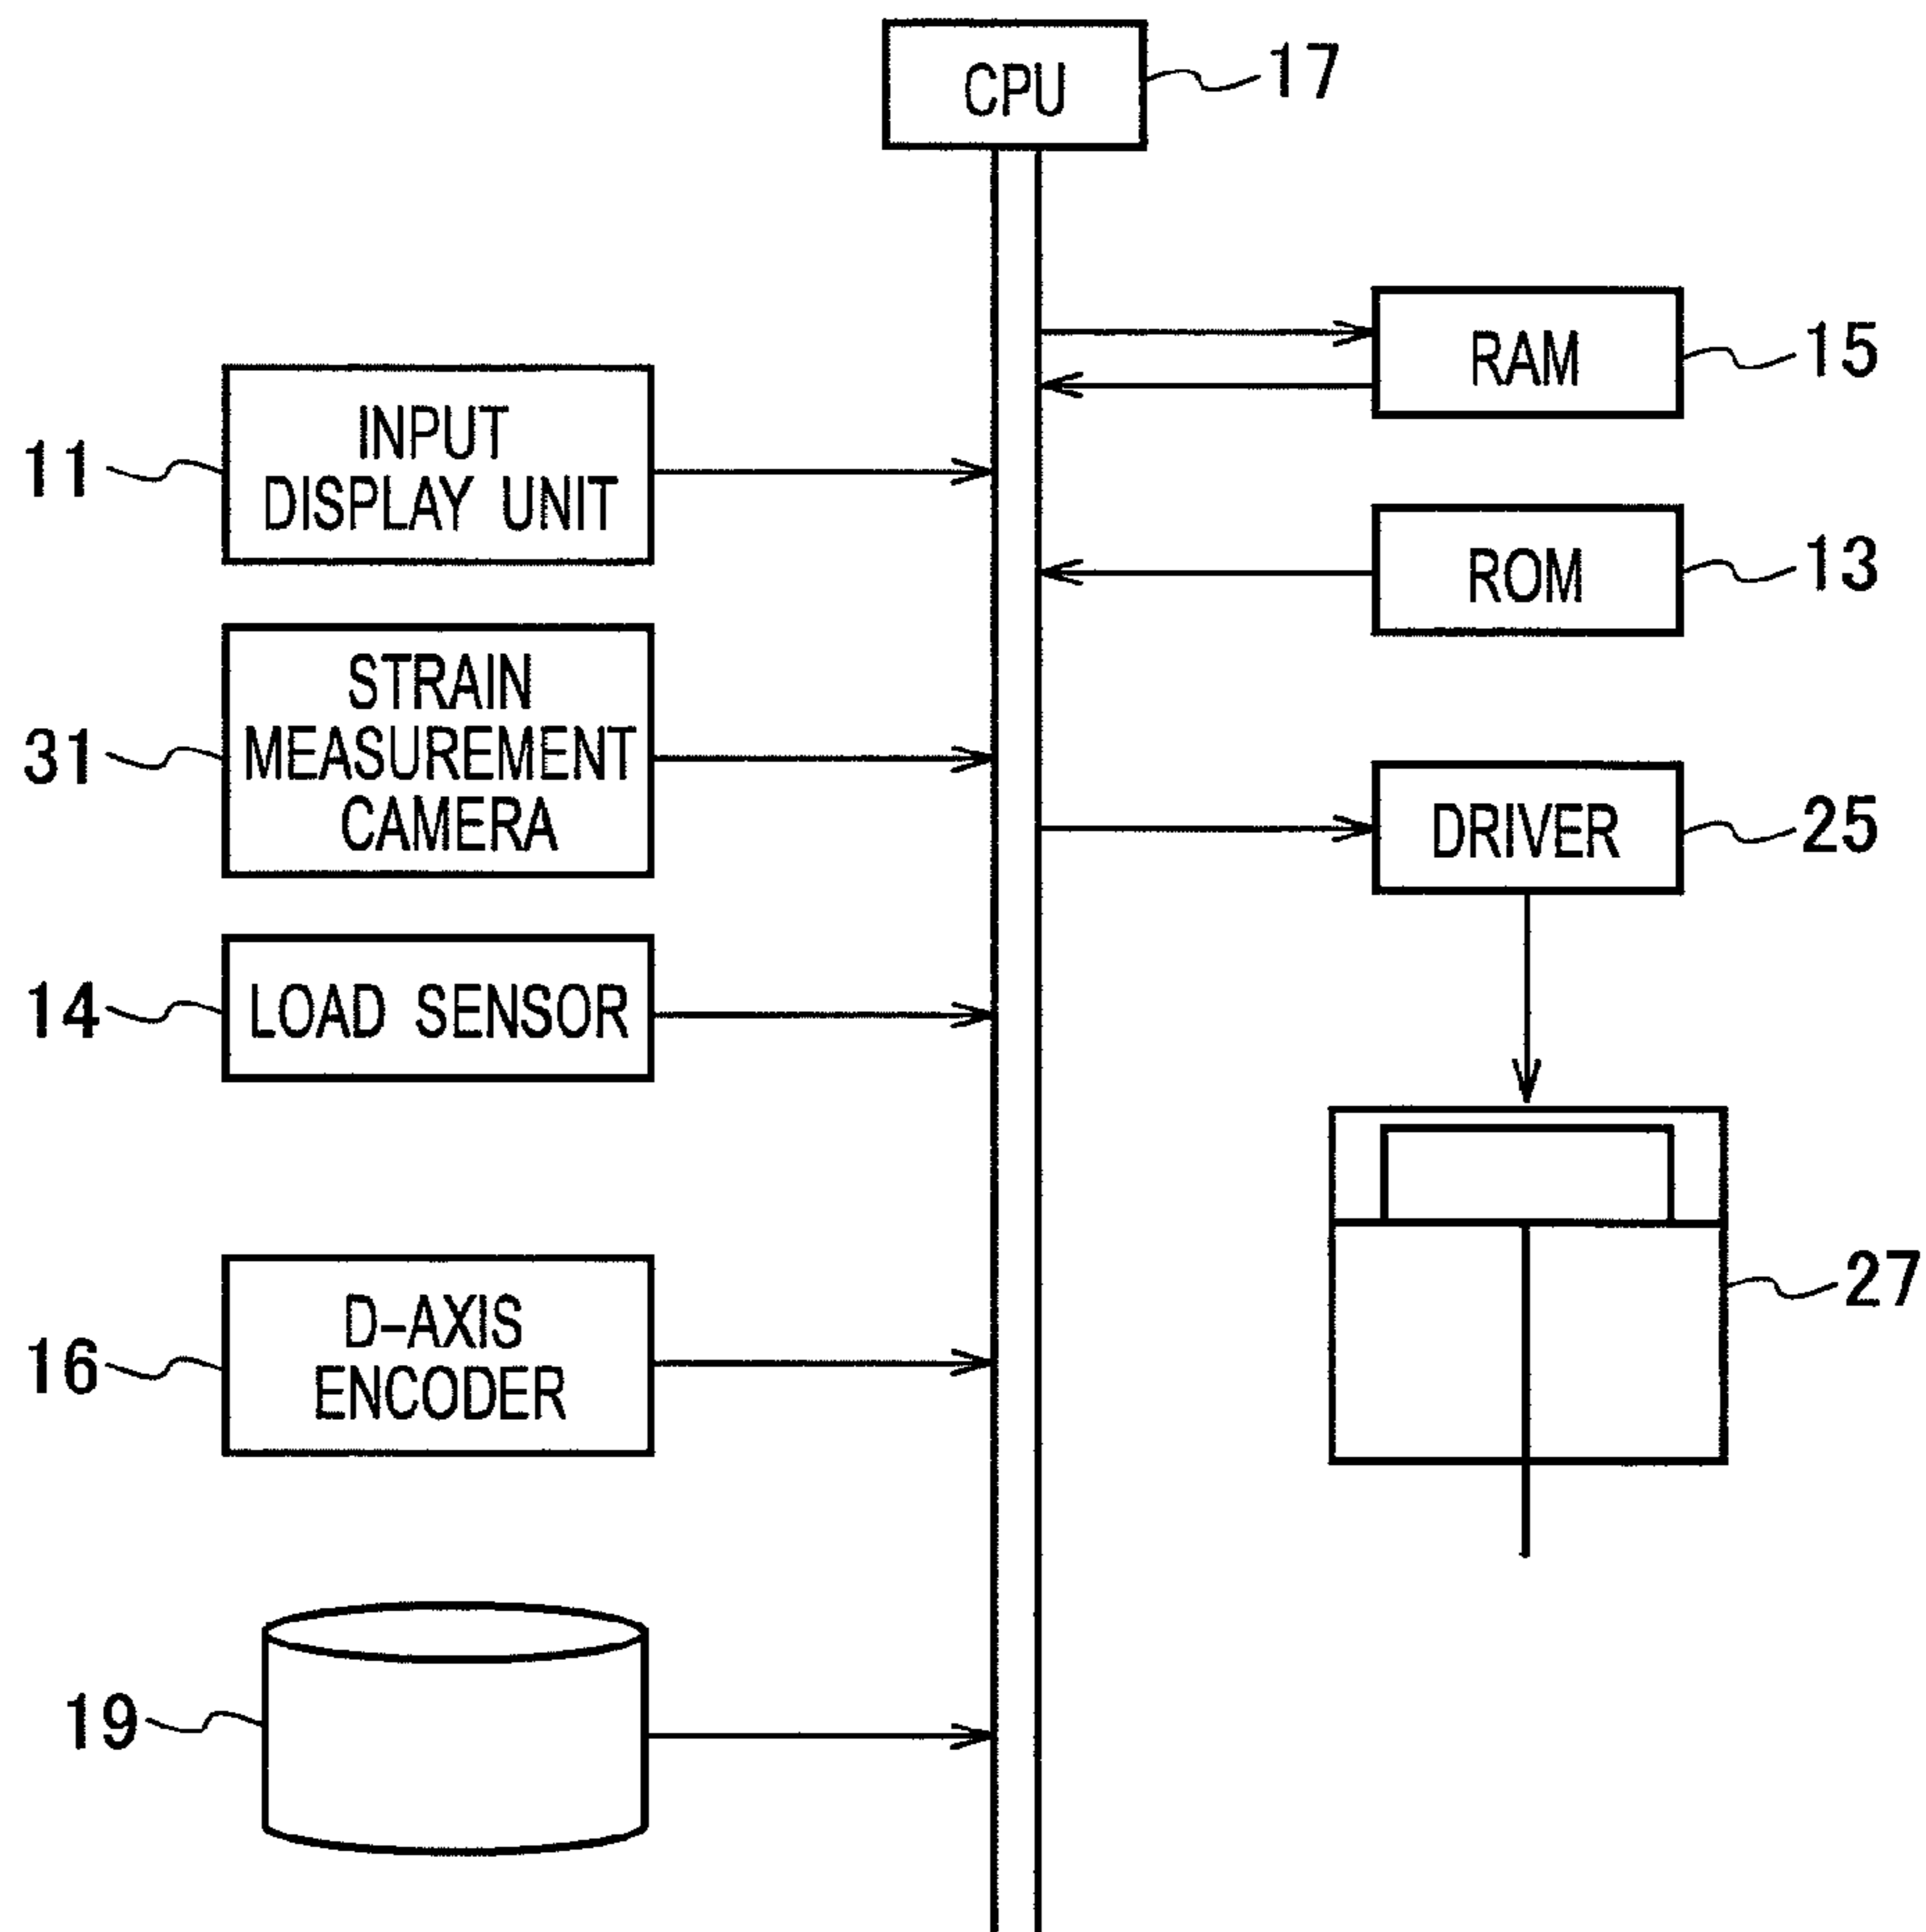 CPU
17
RAM
15
INPUT
DISPLAY UNIT
11
ROM
13
STRAIN
MEASUREMENT
CAMERA
31
DRIVER
25
LOAD SENSOR
14
D-AXIS
ENCODER
16
27
19